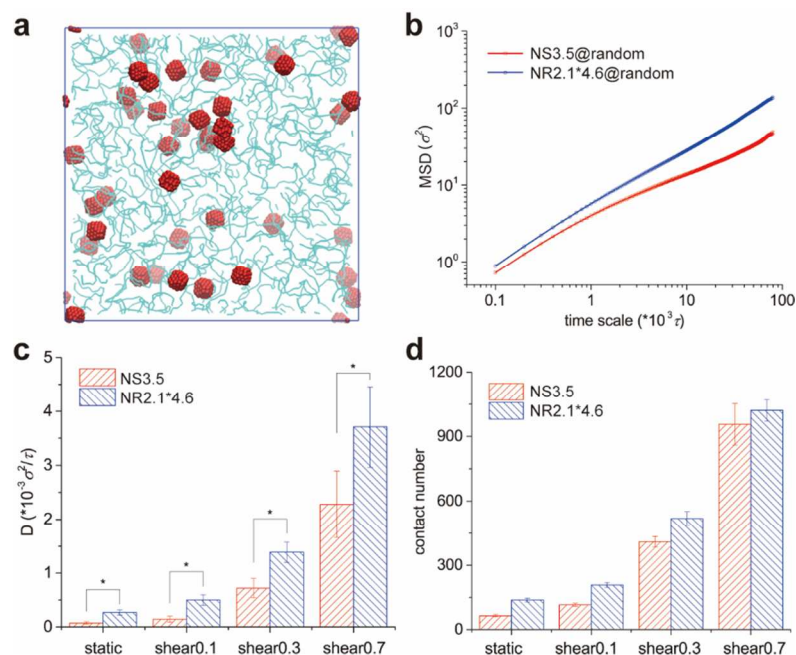 a
b
NS3.5@random
NR2.1*4.6@random
MSD (σ²)
10³
10²
10¹
10⁰
0.1 1 10 100
time scale (*10³ τ)
c
NS3.5
NR2.1*4.6
D (*10⁻³ σ²/τ)
5
4
3
2
1
0
* * * *
static shear0.1 shear0.3 shear0.7
d
NS3.5
NR2.1*4.6
contact number
1200
900
600
300
0
static shear0.1 shear0.3 shear0.7